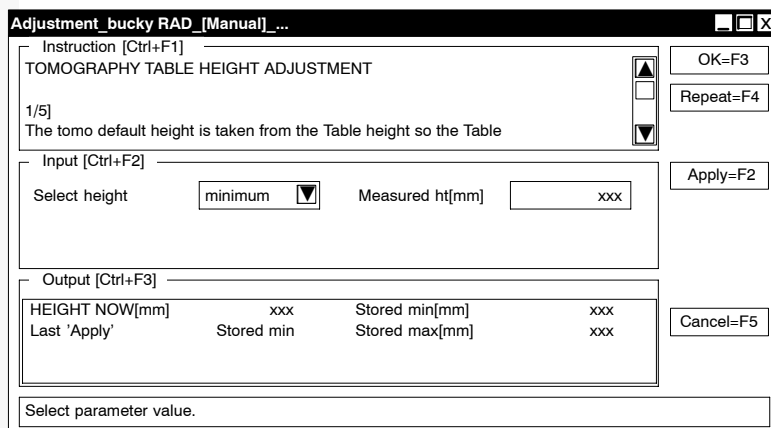 Adjustment_bucky RAD_[Manual]_...
Instruction [Ctrl+F1]
TOMOGRAPHY TABLE HEIGHT ADJUSTMENT
1/5]
The tomo default height is taken from the Table height so the Table
OK=F3
Repeat=F4
Input [Ctrl+F2]
Select height minimum Measured ht[mm] xxx
Apply=F2
Output [Ctrl+F3]
HEIGHT NOW[mm] xxx Stored min[mm] xxx
Last 'Apply' Stored min Stored max[mm] xxx
Cancel=F5
Select parameter value.